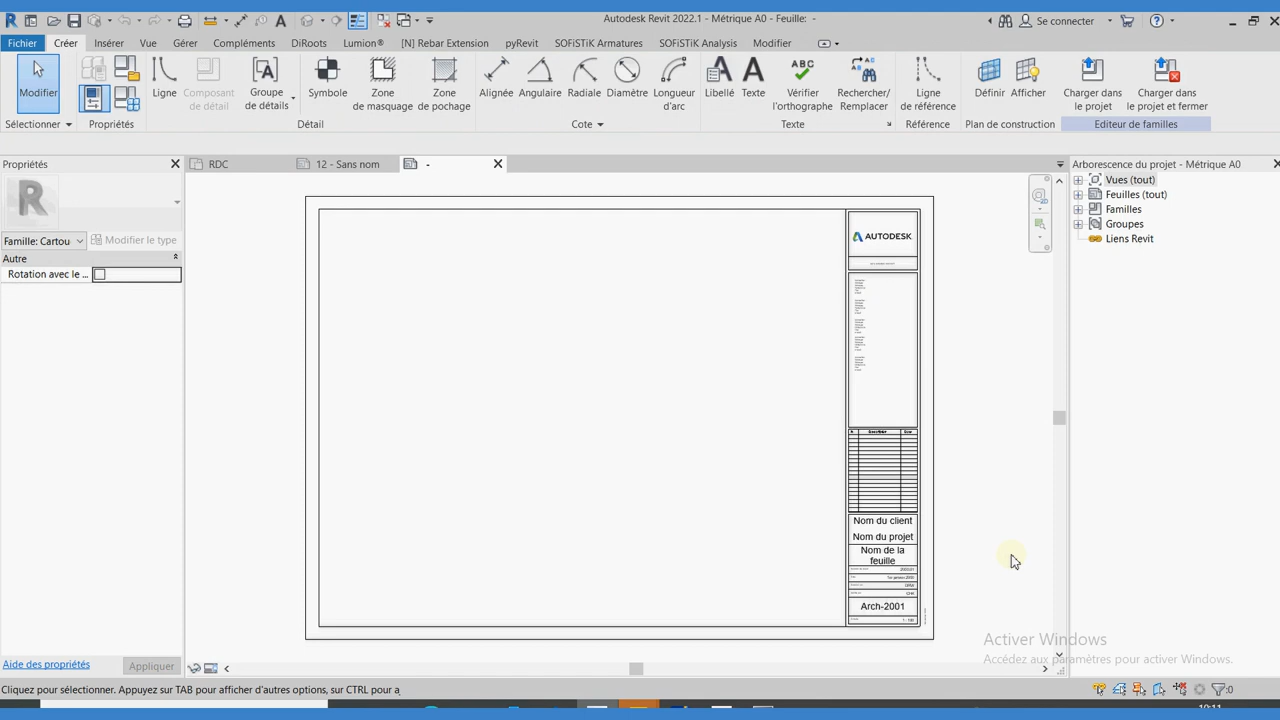 Autodesk Revit 2022.1 - Métrique A0 - Feuille: -
Se connecter
Fichier Créer Insérer Vue Gérer Compléments DiRoots Lumion® [N] Rebar Extension pyRevit SOFiSTiK Armatures SOFiSTiK Analysis Modifier
Modifier
Ligne
Composant de détail
Groupe de détails
Symbole
Zone de masquage
Zone de pochage
Alignée
Angulaire
Radiale
Diamètre
Longueur d'arc
Libellé
Texte
Vérifier l'orthographe
Rechercher/ Remplacer
Ligne de référence
Définir
Afficher
Charger dans le projet
Charger dans le projet et fermer
Sélectionner
Propriétés
Détail
Cote
Texte
Référence
Plan de construction
Editeur de familles
Propriétés
RDC
12 - Sans nom
-
Arborescence du projet - Métrique A0
Vues (tout)
Feuilles (tout)
Familles
Groupes
Liens Revit
Famille: Cartou
Modifier le type
Autre
Rotation avec le ...
AUTODESK
Nom du client
Nom du projet
Nom de la
feuille
Arch-2001
Activer Windows
Accédez aux paramètres pour activer Windows.
Aide des propriétés
Appliquer
Cliquez pour sélectionner. Appuyez sur TAB pour afficher d'autres options, sur CTRL pour a
:0